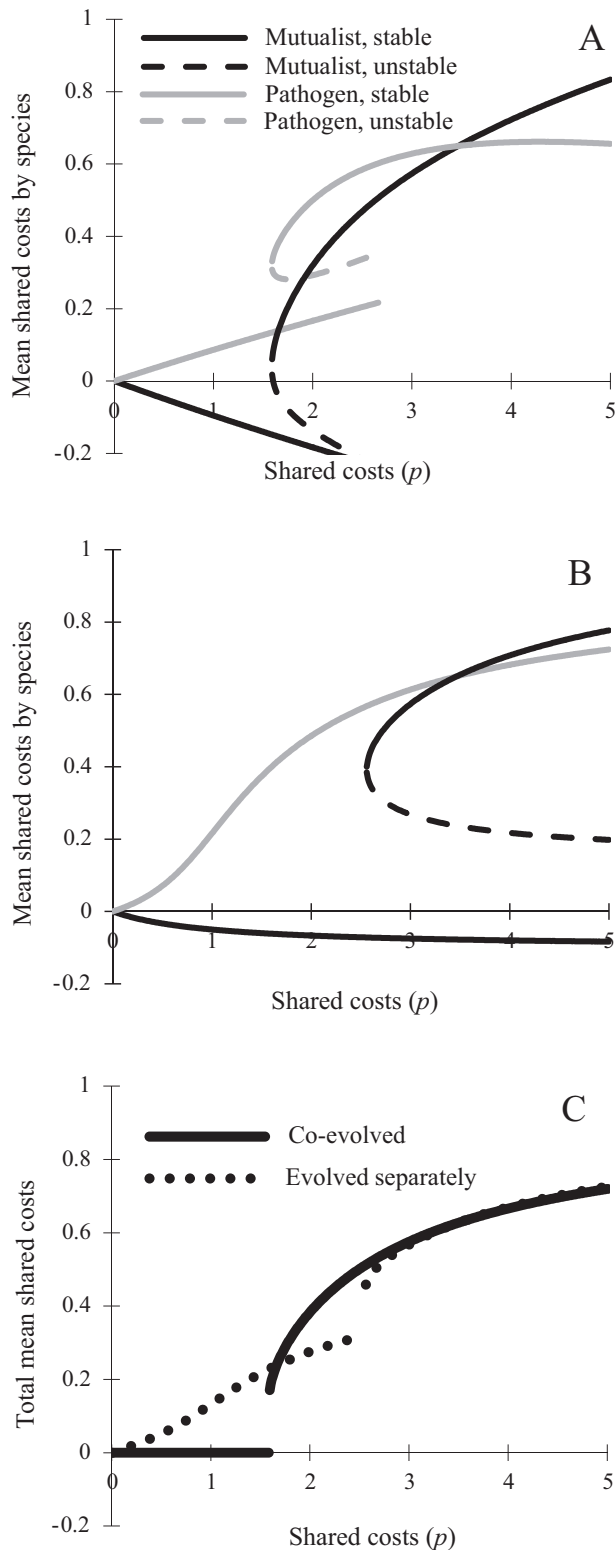 A
Mutualist, stable
Mutualist, unstable
Pathogen, stable
Pathogen, unstable
Mean shared costs by species
1
0.8
0.6
0.4
0.2
0
-0.2
0 1 2 3 4 5
Shared costs (p)
B
Mean shared costs by species
1
0.8
0.6
0.4
0.2
0
-0.2
0 1 2 3 4 5
Shared costs (p)
C
Co-evolved
Evolved separately
Total mean shared costs
1
0.8
0.6
0.4
0.2
0
-0.2
0 1 2 3 4 5
Shared costs (p)